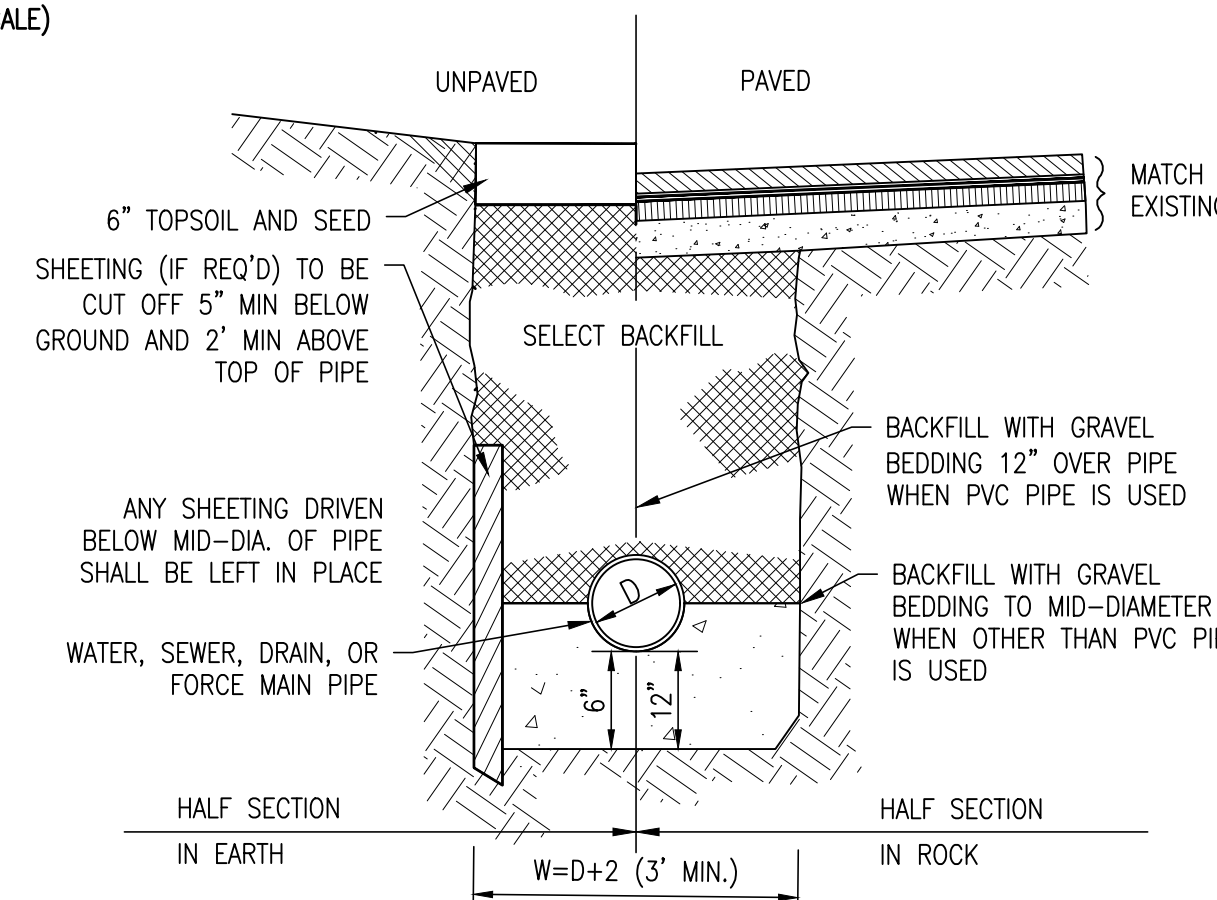 UNPAVED
PAVED
6” TOPSOIL AND SEED
SHEETING (IF REQ’D) TO BE
CUT OFF 5” MIN BELOW
GROUND AND 2’ MIN ABOVE
TOP OF PIPE
MATCH
SELECT BACKFILL
BACKFILL WITH GRAVEL
BEDDING 12” OVER PIPE
WHEN PVC PIPE IS USED
ANY SHEETING DRIVEN
BELOW MID-DIA. OF PIPE
SHALL BE LEFT IN PLACE
BACKFILL WITH GRAVEL
BEDDING TO MID-DIAMETER
WHEN OTHER THAN PVC
IS USED
D
WATER, SEWER, DRAIN, OR
FORCE MAIN PIPE
6”
12”
HALF SECTION
IN EARTH
HALF SECTION
IN ROCK
W=D+2 (3’ MIN.)